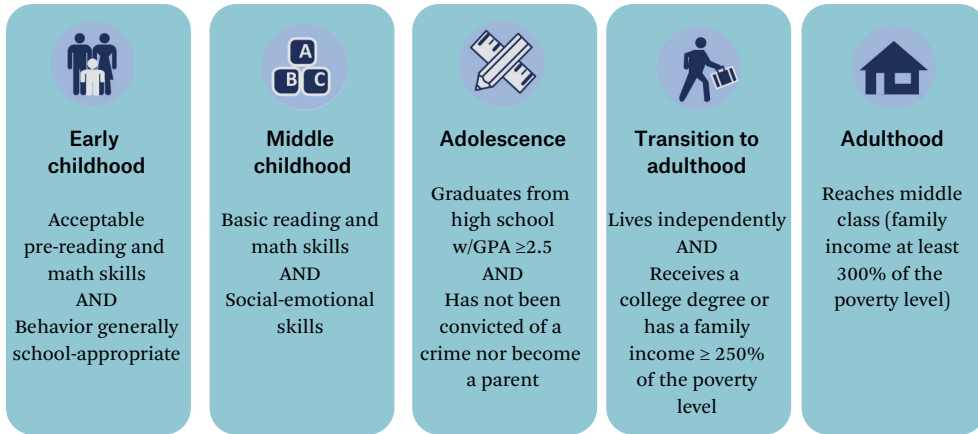 Early
childhood
Acceptable
pre-reading and
math skills
AND
Behavior generally
school-appropriate
A
B C
Middle
childhood
Basic reading and
math skills
AND
Social-emotional
skills
Adolescence
Graduates from
high school
w/GPA ≥2.5
AND
Has not been
convicted of a
crime nor become
a parent
Transition to
adulthood
Lives independently
AND
Receives a
college degree or
has a family
income ≥ 250%
of the poverty
level
Adulthood
Reaches middle
class (family
income at least
300% of the
poverty level)